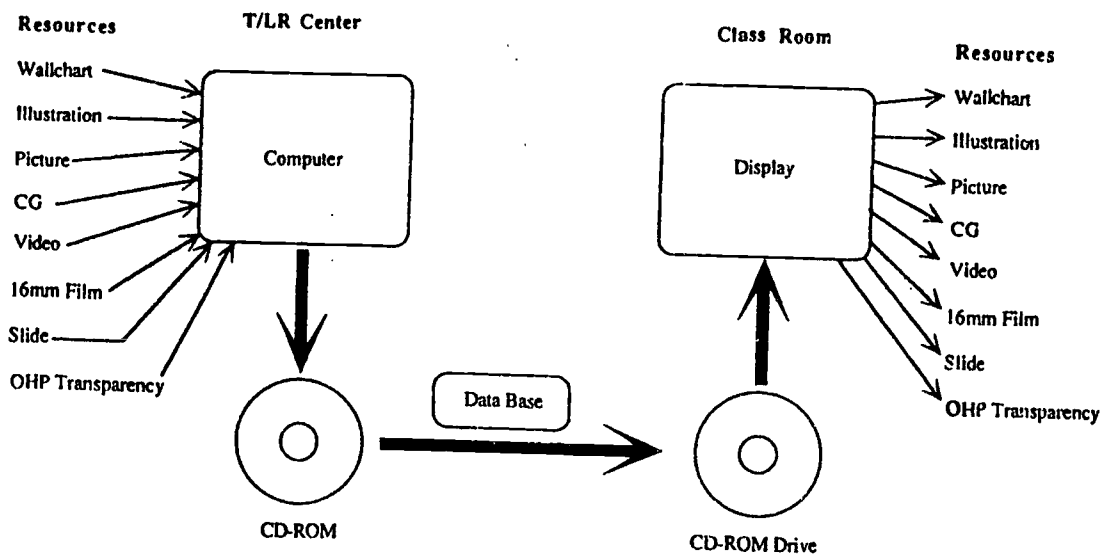 Resources
T/LR Center
Class Room
Resources
Wallchart
Illustration
Picture
CG
Video
16mm Film
Slide
OHP Transparency
Computer
Display
Wallchart
Illustration
Picture
CG
Video
16mm Film
Slide
OHP Transparency
Data Base
CD-ROM
CD-ROM Drive